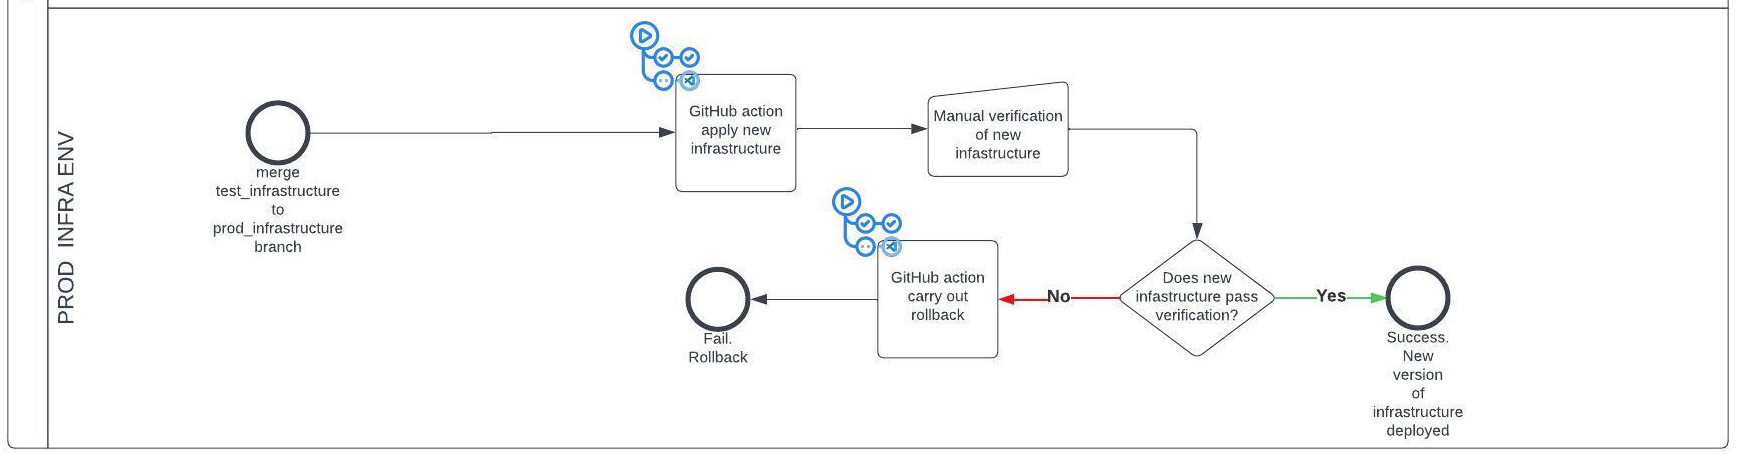 PROD INFRA ENV
merge
test_infrastructure
to
prod_infrastructure
branch
GitHub action
apply new
infrastructure
Manual verification
of new
infastructure
Does new
infastructure pass
verification?
No
Yes
GitHub action
carry out
rollback
Fail.
Rollback
Success.
New
version
of
infrastructure
deployed